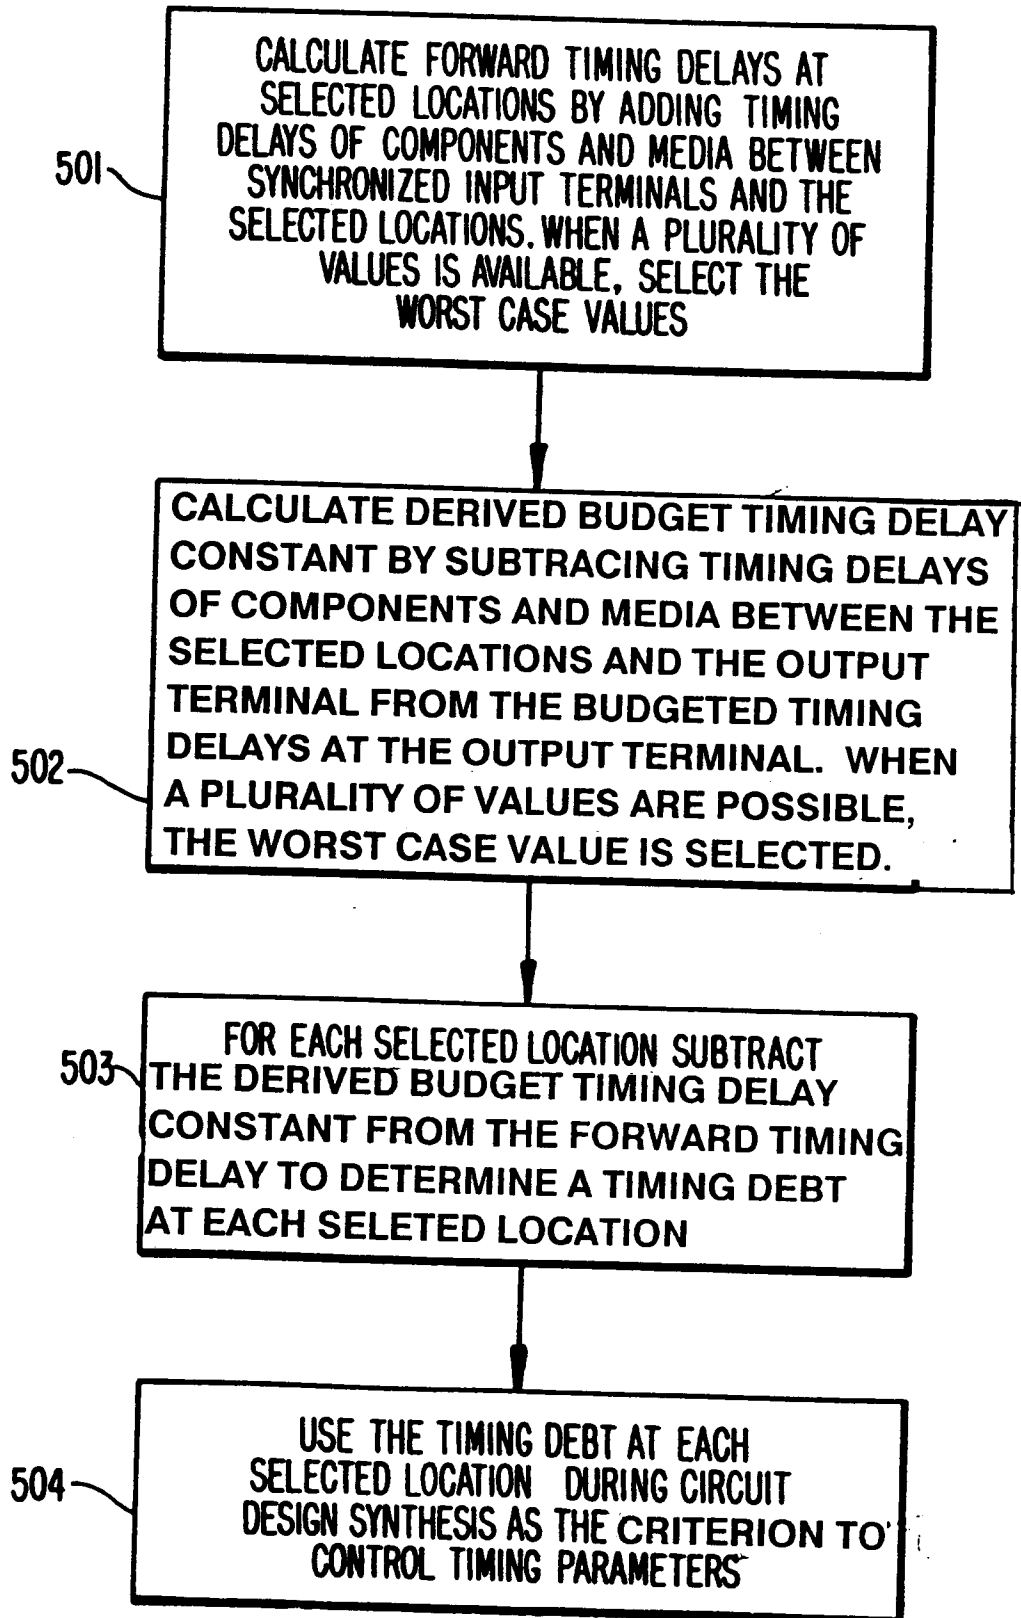 CALCULATE FORWARD TIMING DELAYS AT
SELECTED LOCATIONS BY ADDING TIMING
DELAYS OF COMPONENTS AND MEDIA BETWEEN
SYNCHRONIZED INPUT TERMINALS AND THE
SELECTED LOCATIONS. WHEN A PLURALITY OF
VALUES IS AVAILABLE, SELECT THE
WORST CASE VALUES
501
CALCULATE DERIVED BUDGET TIMING DELAY
CONSTANT BY SUBTRACING TIMING DELAYS
OF COMPONENTS AND MEDIA BETWEEN THE
SELECTED LOCATIONS AND THE OUTPUT
TERMINAL FROM THE BUDGETED TIMING
DELAYS AT THE OUTPUT TERMINAL. WHEN
A PLURALITY OF VALUES ARE POSSIBLE,
THE WORST CASE VALUE IS SELECTED.
502
FOR EACH SELECTED LOCATION SUBTRACT
THE DERIVED BUDGET TIMING DELAY
CONSTANT FROM THE FORWARD TIMING
DELAY TO DETERMINE A TIMING DEBT
AT EACH SELETED LOCATION
503
USE THE TIMING DEBT AT EACH
SELECTED LOCATION DURING CIRCUIT
DESIGN SYNTHESIS AS THE CRITERION TO
CONTROL TIMING PARAMETERS
504